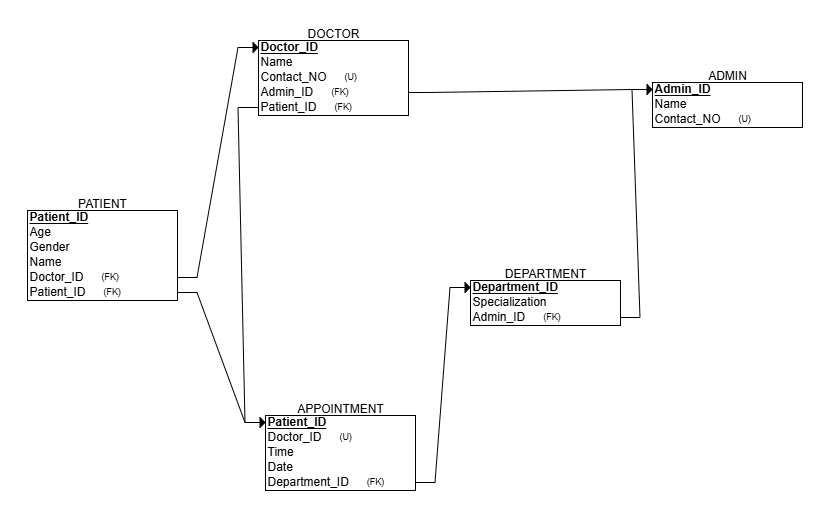 DOCTOR
Doctor_ID
Name
Contact_NO (U)
Admin_ID (FK)
Patient_ID (FK)
ADMIN
Admin_ID
Name
Contact_NO (U)
PATIENT
Patient_ID
Age
Gender
Name
Doctor_ID (FK)
Patient_ID (FK)
DEPARTMENT
Department_ID
Specialization
Admin_ID (FK)
APPOINTMENT
Patient_ID
Doctor_ID (U)
Time
Date
Department_ID (FK)